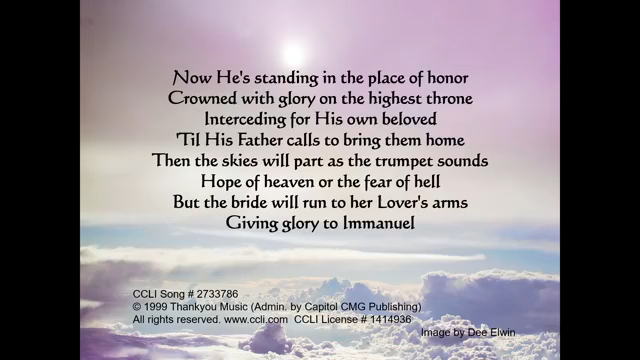 Now He's standing in the place of honor
Crowned with glory on the highest throne
Interceding for His own beloved
'Til His Father calls to bring them home
Then the skies will part as the trumpet sounds
Hope of heaven or the fear of hell
But the bride will run to her Lover's arms
Giving glory to Immanuel
CCLI Song # 2733786
© 1999 Thankyou Music (Admin. by Capitol CMG Publishing)
All rights reserved. www.ccli.com  CCLI License # 1414936
Image by Dee Elwin